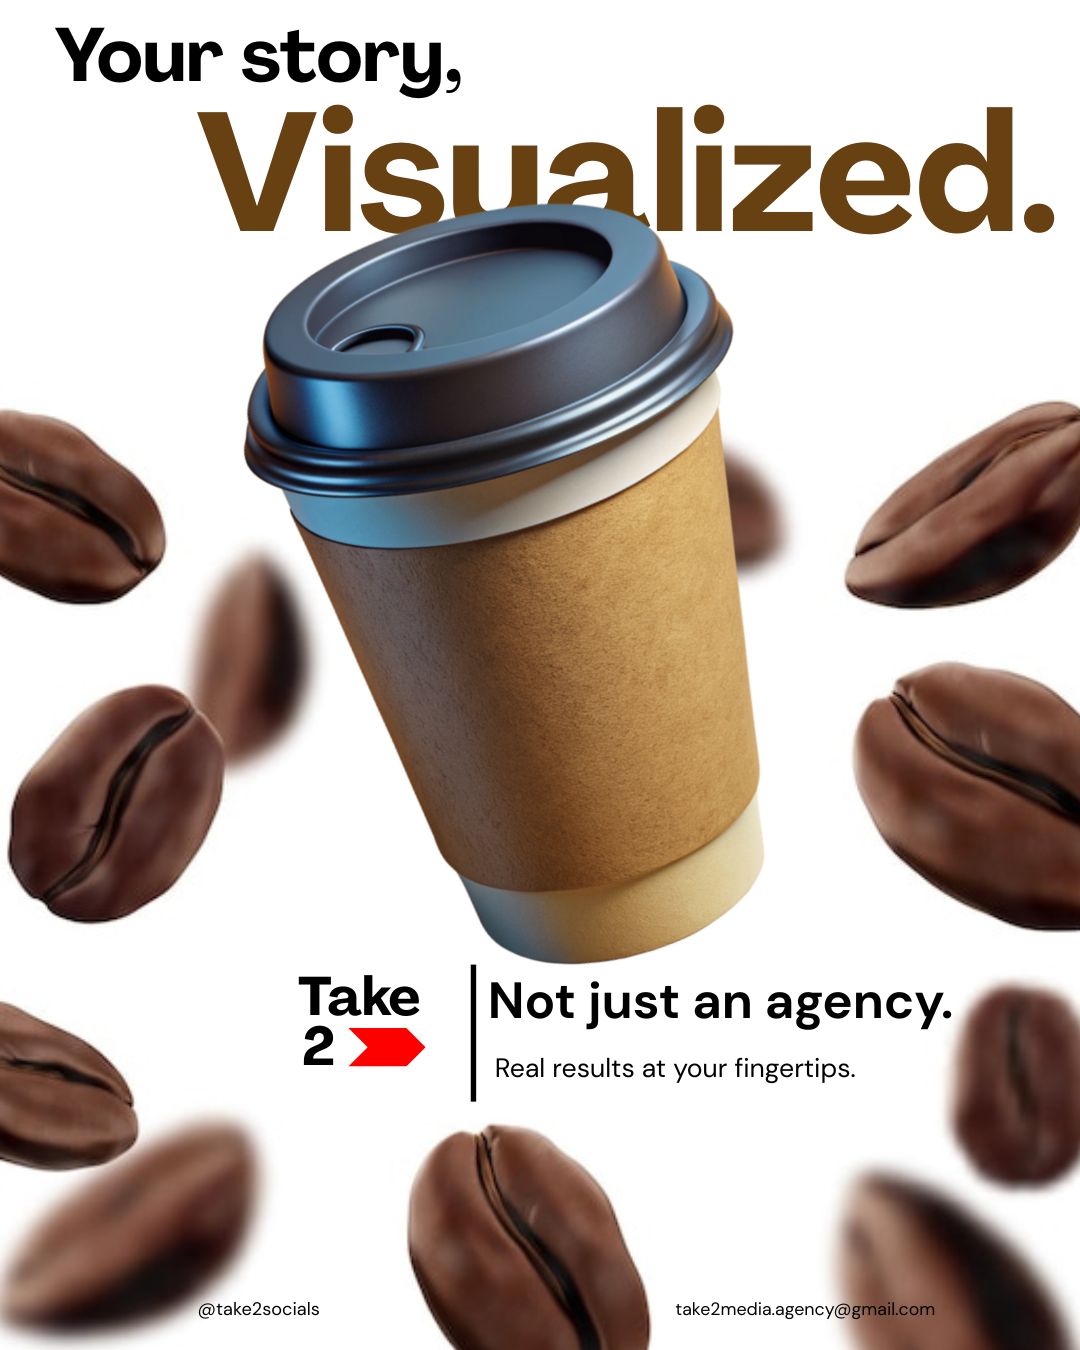 Your story,
Visualized.
Take
2
Not just an agency.
Real results at your fingertips.
@take2socials
take2media.agency@gmail.com